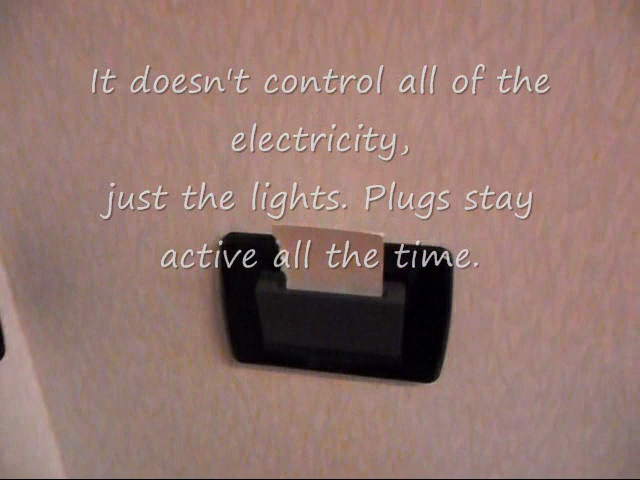 It doesn't control all of the
electricity,
just the lights. Plugs stay
active all the time.